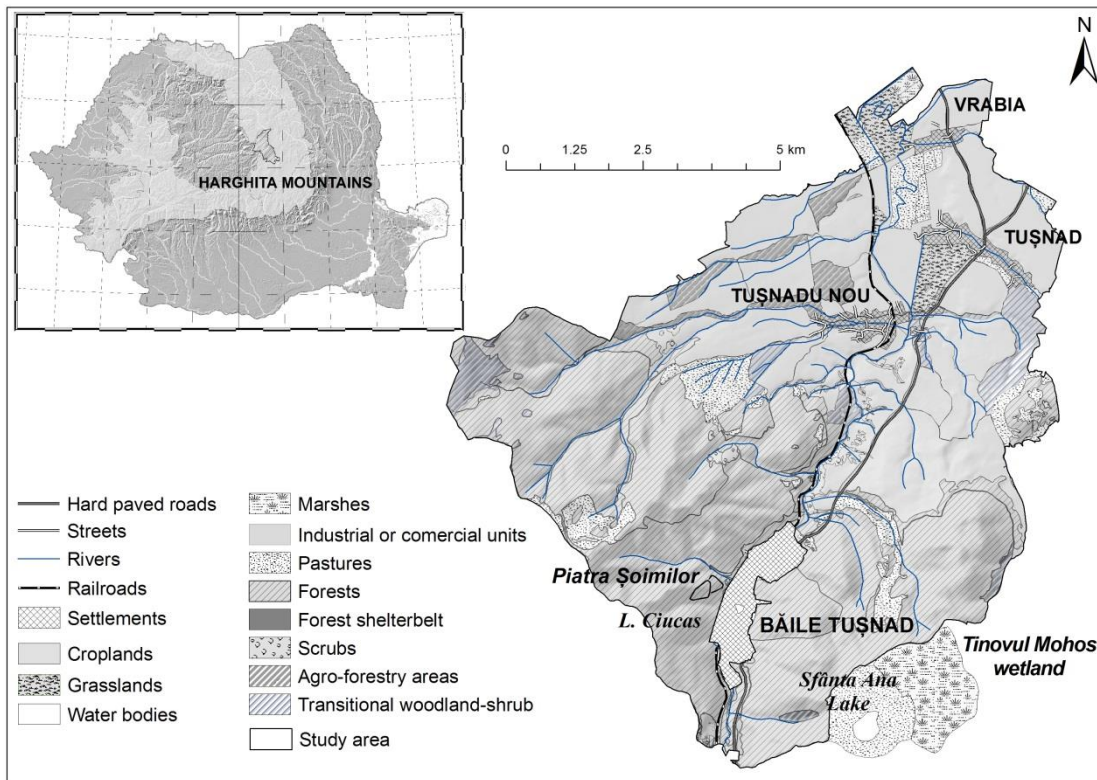 HARGHITA MOUNTAINS
N
0 1.25 2.5 5 km
VRABIA
TUȘNAD
TUȘNADU NOU
Piatra Șoimilor
L. Ciucas
BĂILE TUȘNAD
Tinovul Mohos
wetland
Sfânta Ana
Lake
Hard paved roads
Streets
Rivers
Railroads
Settlements
Croplands
Grasslands
Water bodies
Marshes
Industrial or comercial units
Pastures
Forests
Forest shelterbelt
Scrubs
Agro-forestry areas
Transitional woodland-shrub
Study area